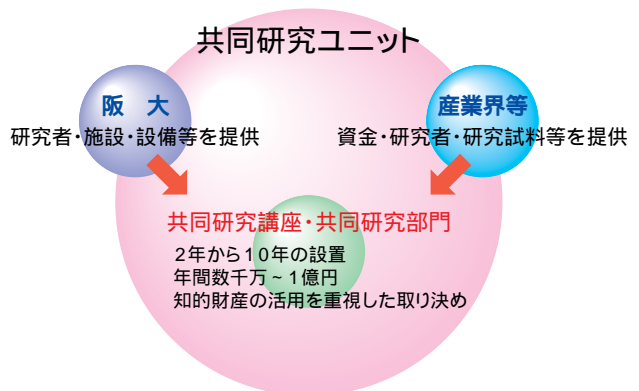 共同研究ユニット
阪　大
研究者・施設・設備等を提供
産業界等
資金・研究者・研究試料等を提供
共同研究講座・共同研究部門
２年から１０年の設置
年間数千万～１億円
知的財産の活用を重視した取り決め